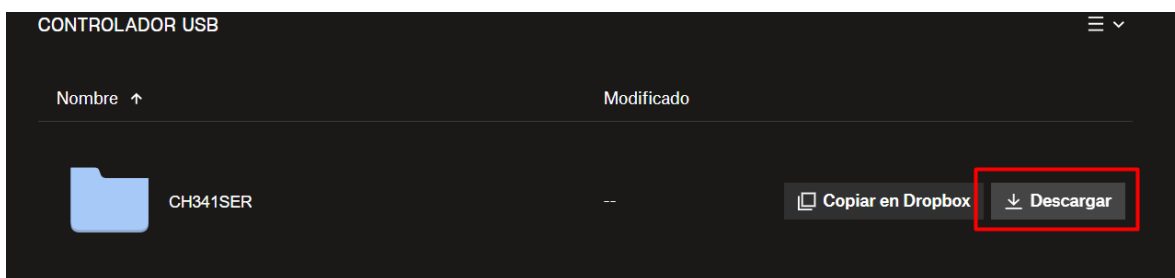 CONTROLADOR USB
Nombre ↑ Modificado
CH341SER -- Copiar en Dropbox Descargar